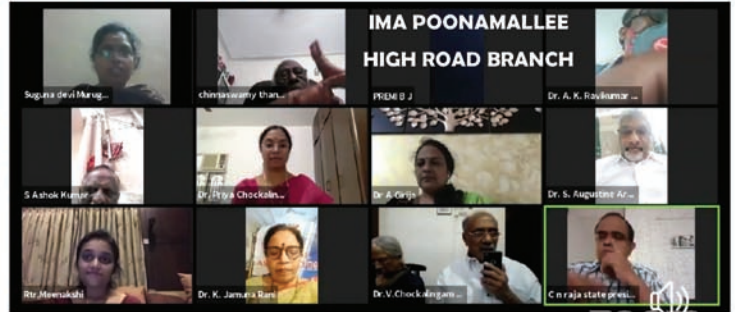 IMA POONAMALLEE
HIGH ROAD BRANCH
Suguna devi Murug...
chinnaswamy than...
PREMI B J
Dr. A. K. Ravikumar ...
S Ashok Kumar
Dr. Priya Chockalin...
Dr A Girija
Dr. S. Augustine Ar...
Rtr.Meenakshi
Dr. K. Jamuna Rani
Dr.V.Chockalingam ...
C n raja state presi...